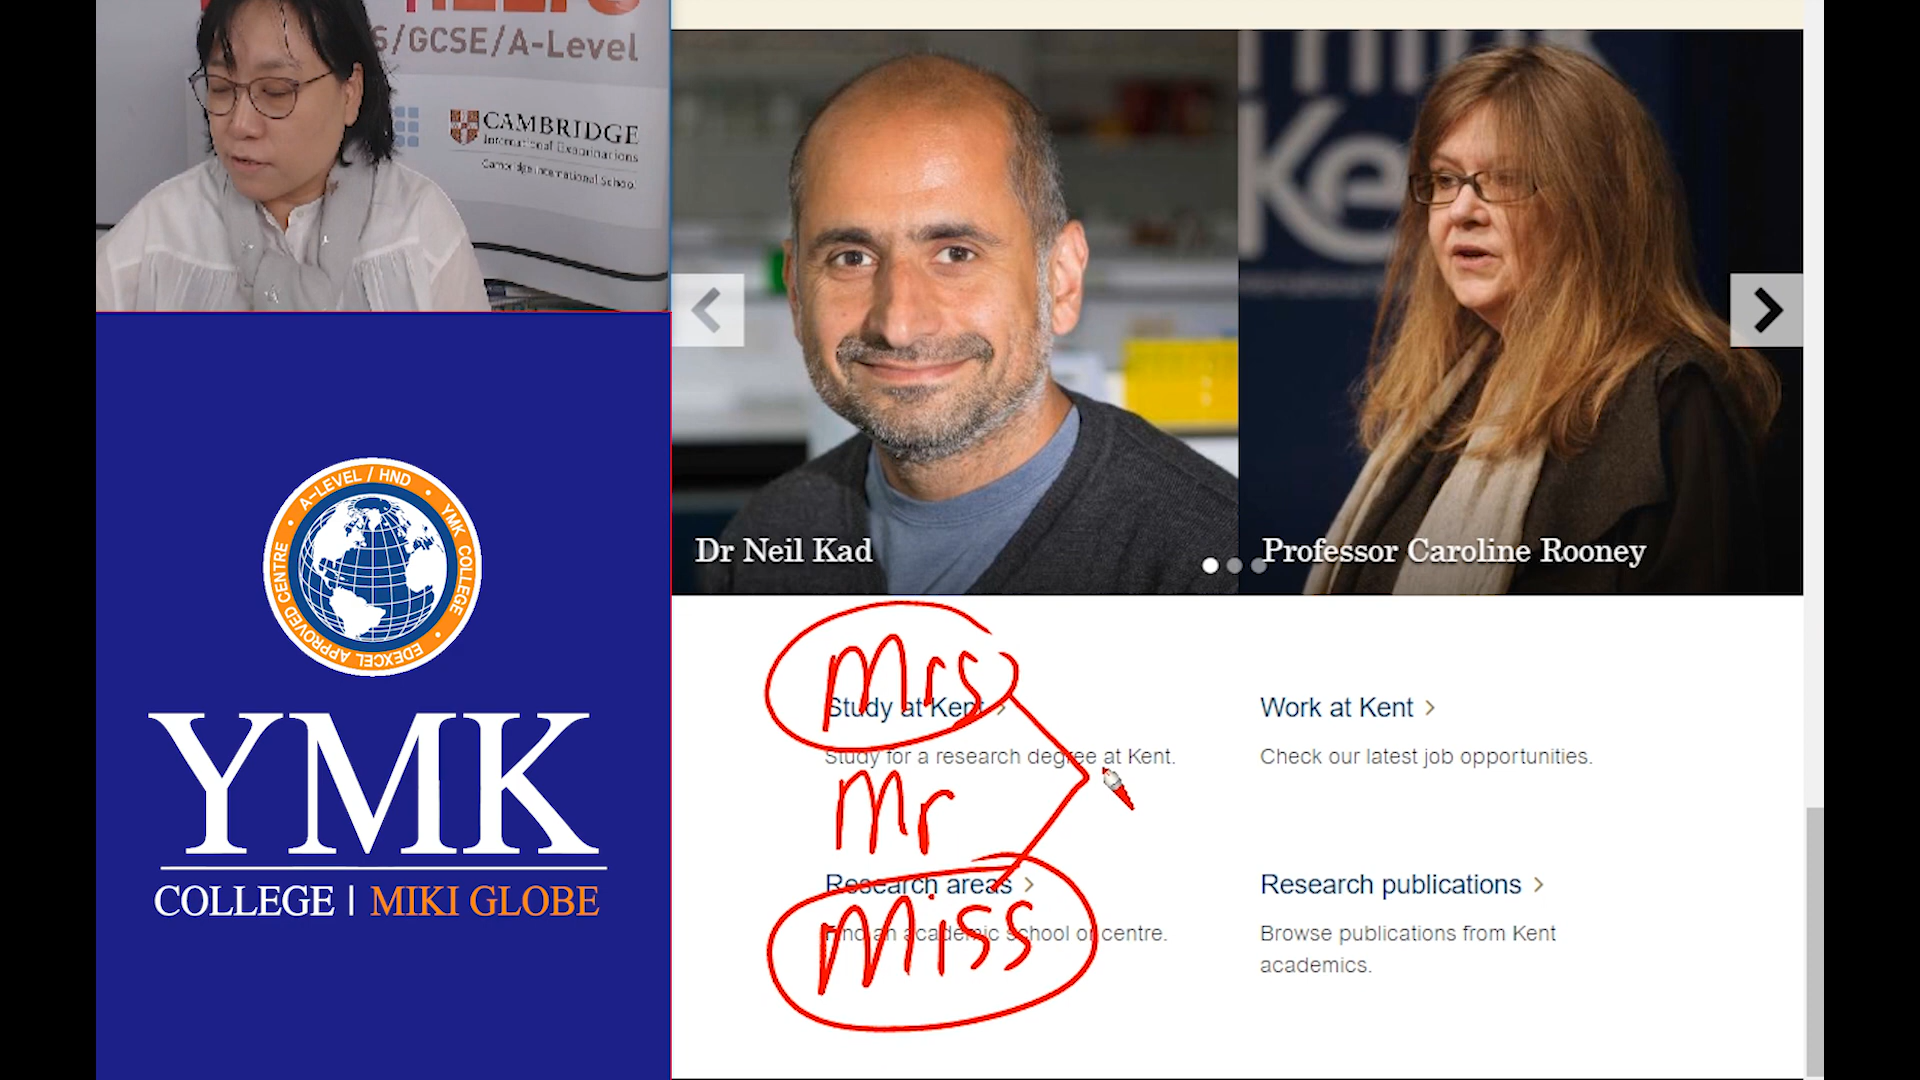 S/GCSE/A-Level
CAMBRIDGE
International Examinations
Cambridge International School
A-LEVEL / HND • YMK COLLEGE • EDEXCEL APPROVED CENTRE •
YMK
COLLEGE | MIKI GLOBE
Dr Neil Kad
Professor Caroline Rooney
Mrs
Study at Kent >
Study for a research degree at Kent.
Mr
Research areas >
Find an academic school or centre.
Miss
Work at Kent >
Check our latest job opportunities.
Research publications >
Browse publications from Kent
academics.